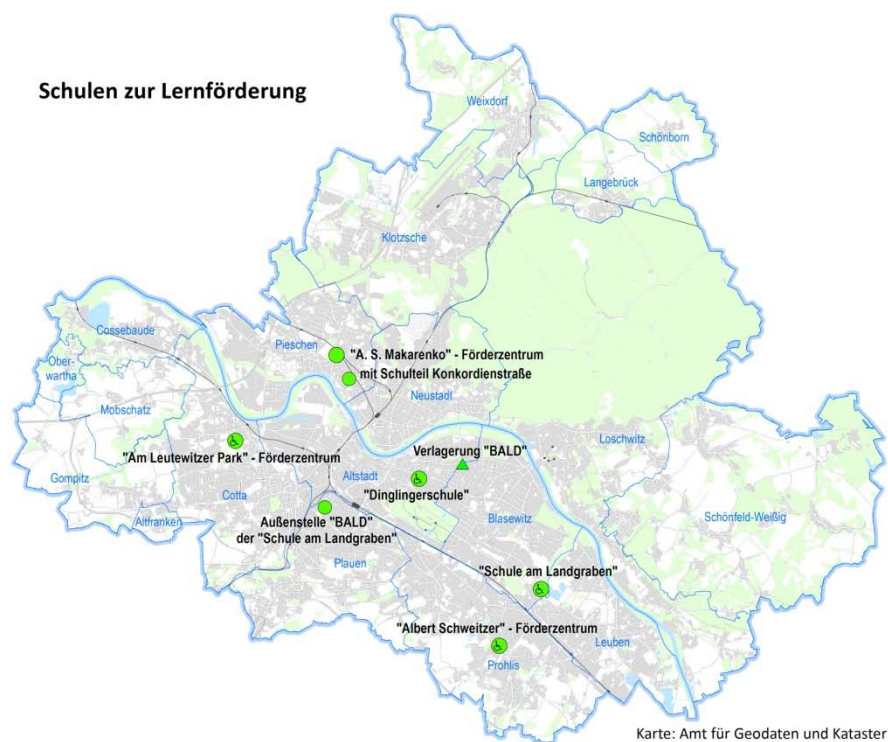 Schulen zur Lernförderung
Weixdorf
Schönborn
Langebrück
Klotzsche
Cossebaude
Pieschen
"A. S. Makarenko" - Förderzentrum
mit Schulteil Konkordienstraße
Ober-
wartha
Neustadt
Mobschatz
Loschwitz
Verlagerung "BALD"
"Am Leutewitzer Park" - Förderzentrum
Gompitz
Altstadt
"Dinglingerschule"
Cotta
Blasewitz
Schönfeld-Weißig
Altfranken
Außenstelle "BALD"
der "Schule am Landgraben"
Plauen
"Schule am Landgraben"
"Albert Schweitzer" - Förderzentrum
Leuben
Prohlis
Karte: Amt für Geodaten und Kataster